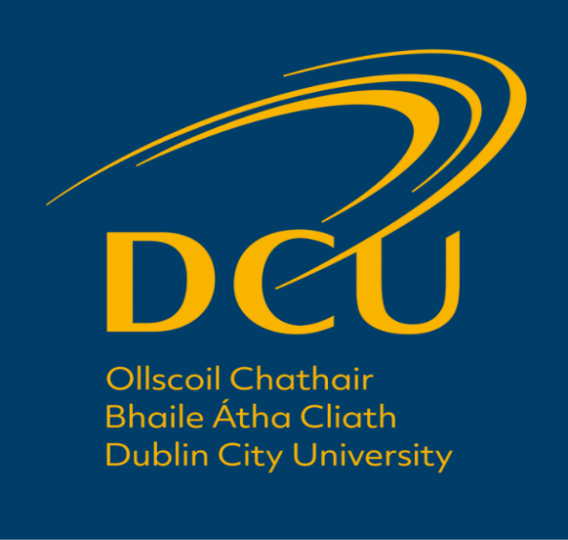 DCU
Ollscoil Chathair
Bhaile Átha Cliath
Dublin City University